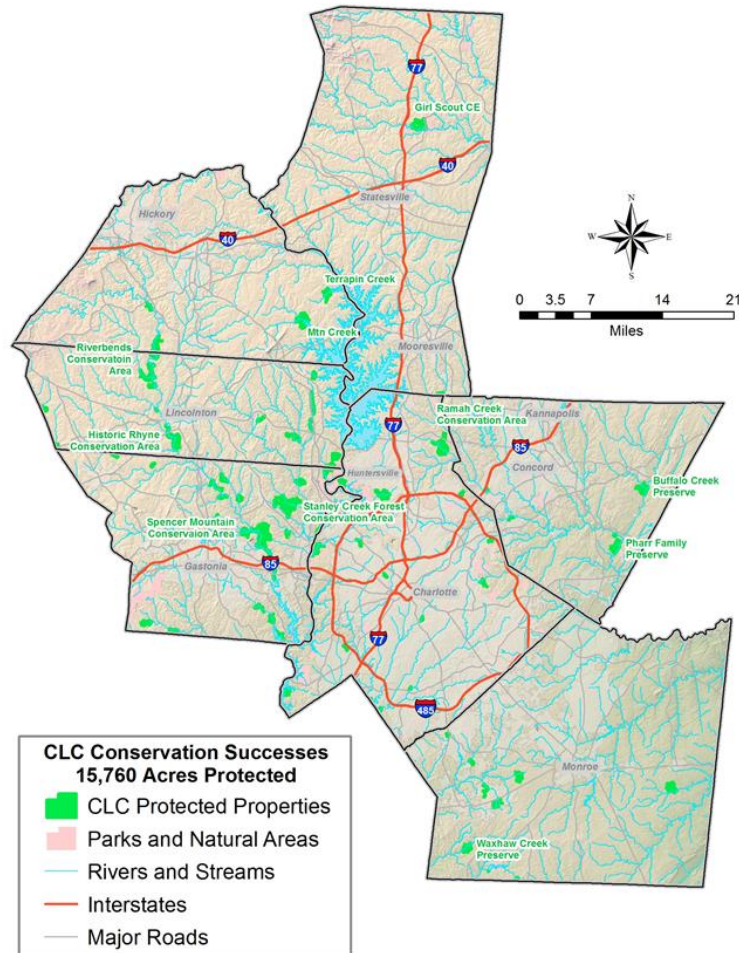 77
Girl Scout CE
40
Statesville
Hickory
40
N
W
E
S
Terrapin Creek
0 3.5 7 14 21
Miles
Mtn Creek
Mooresville
Riverbends
Conservatoin
Area
Lincolnton
77
Ramah Creek
Conservation Area
Kannapolis
85
Concord
Historic Rhyne
Conservation Area
Huntersville
Buffalo Creek
Preserve
Stanley Creek Forest
Conservation Area
Spencer Mountain
Conservaion Area
Pharr Family
Preserve
85
Gastonia
Charlotte
77
485
Monroe
Waxhaw Creek
Preserve
CLC Conservation Successes
15,760 Acres Protected
CLC Protected Properties
Parks and Natural Areas
Rivers and Streams
Interstates
Major Roads